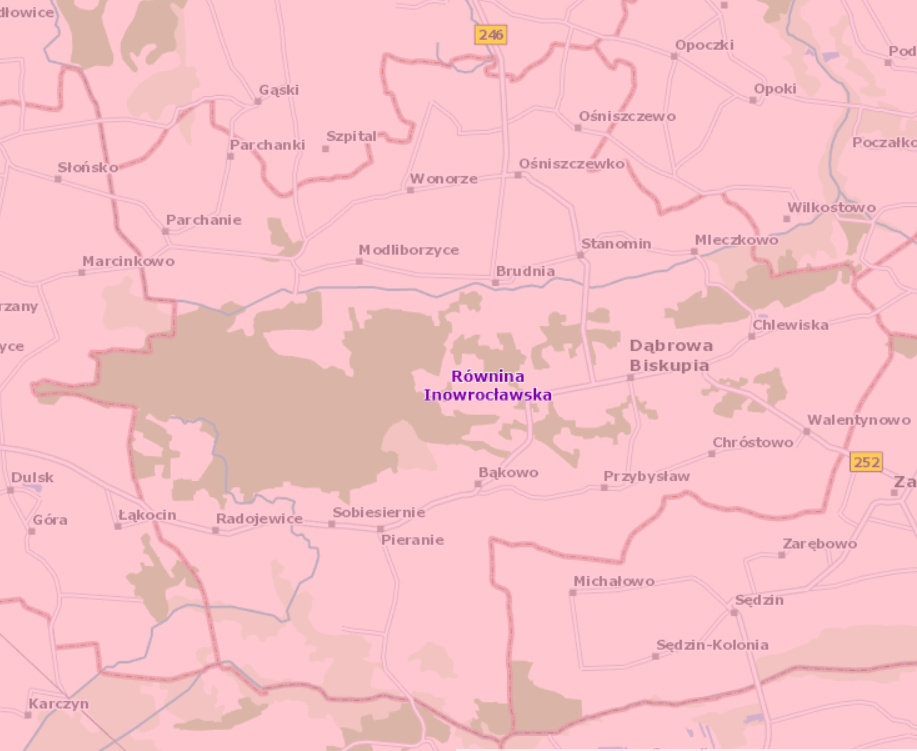 dłowice
246
Opoczki
Pod
Gąski
Opoki
Ośniszczewo
Szpital
Parchanki
Początko
Ośniszczewko
Słońsko
Wonorze
Wilkostowo
Parchanie
Mleczkowo
Stanomin
Modliborzyce
Marcinkowo
Brudnia
rzany
Chlewiska
yce
Dąbrowa
Biskupia
Równina
Inowrocławska
Walentynowo
Chróstowo
252
Bąkowo
Przybysław
Dulsk
Za
Sobiesiernie
Łąkocin
Radojewice
Góra
Pieranie
Zarębowo
Michałowo
Sędzin
Sędzin-Kolonia
Karczyn